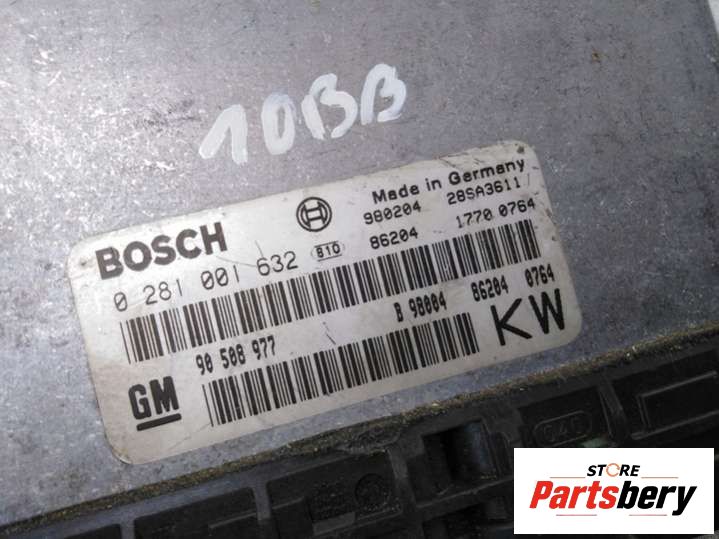 10BB
Made in Germany
BOSCH 980204 28SA3611
0 281 001 632 B10 86204 1770 0764
B 98004 86204 0764
90 508 977
GM KW
STORE
Partsbery